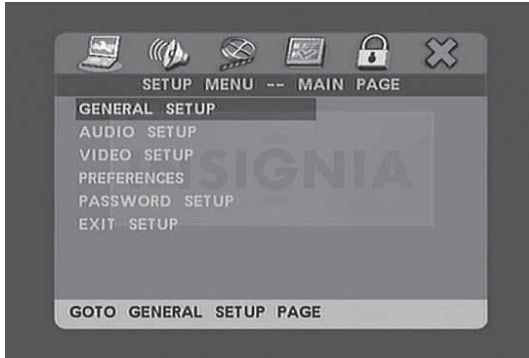 SETUP MENU -- MAIN PAGE
GENERAL SETUP
AUDIO SETUP
VIDEO SETUP
PREFERENCES
PASSWORD SETUP
EXIT SETUP
INSIGNIA
GOTO GENERAL SETUP PAGE